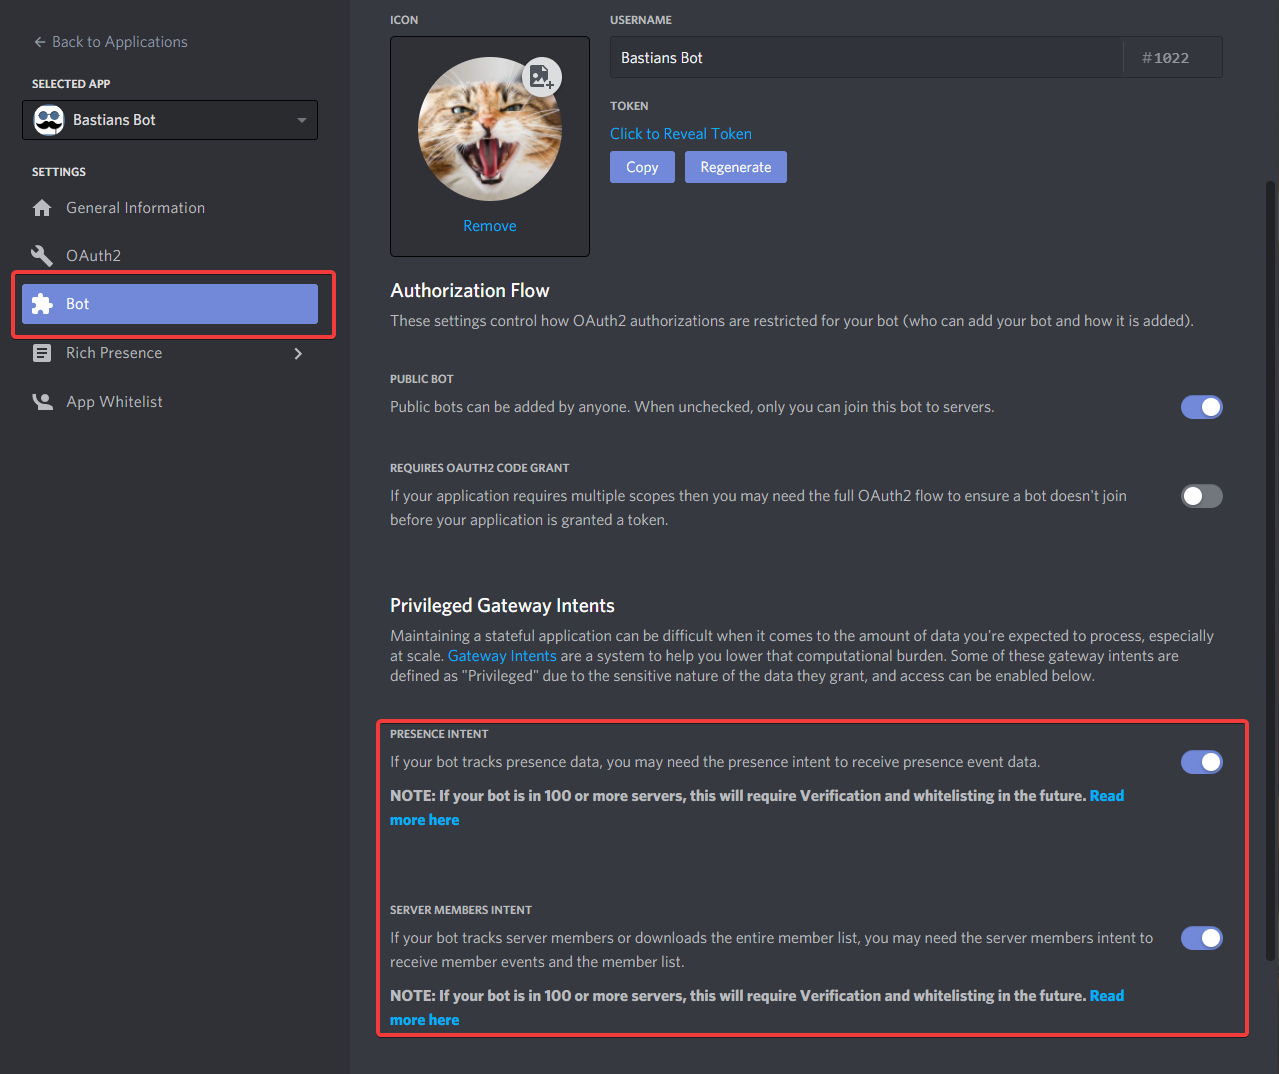 Back to Applications
SELECTED APP
Bastians Bot
SETTINGS
General Information
OAuth2
Bot
Rich Presence
App Whitelist
ICON
Remove
USERNAME
Bastians Bot
#1022
TOKEN
Click to Reveal Token
Copy
Regenerate
Authorization Flow
These settings control how OAuth2 authorizations are restricted for your bot (who can add your bot and how it is added).
PUBLIC BOT
Public bots can be added by anyone. When unchecked, only you can join this bot to servers.
REQUIRES OAUTH2 CODE GRANT
If your application requires multiple scopes then you may need the full OAuth2 flow to ensure a bot doesn't join
before your application is granted a token.
Privileged Gateway Intents
Maintaining a stateful application can be difficult when it comes to the amount of data you're expected to process, especially
at scale. Gateway Intents are a system to help you lower that computational burden. Some of these gateway intents are
defined as "Privileged" due to the sensitive nature of the data they grant, and access can be enabled below.
PRESENCE INTENT
If your bot tracks presence data, you may need the presence intent to receive presence event data.
NOTE: If your bot is in 100 or more servers, this will require Verification and whitelisting in the future. Read
more here
SERVER MEMBERS INTENT
If your bot tracks server members or downloads the entire member list, you may need the server members intent to
receive member events and the member list.
NOTE: If your bot is in 100 or more servers, this will require Verification and whitelisting in the future. Read
more here